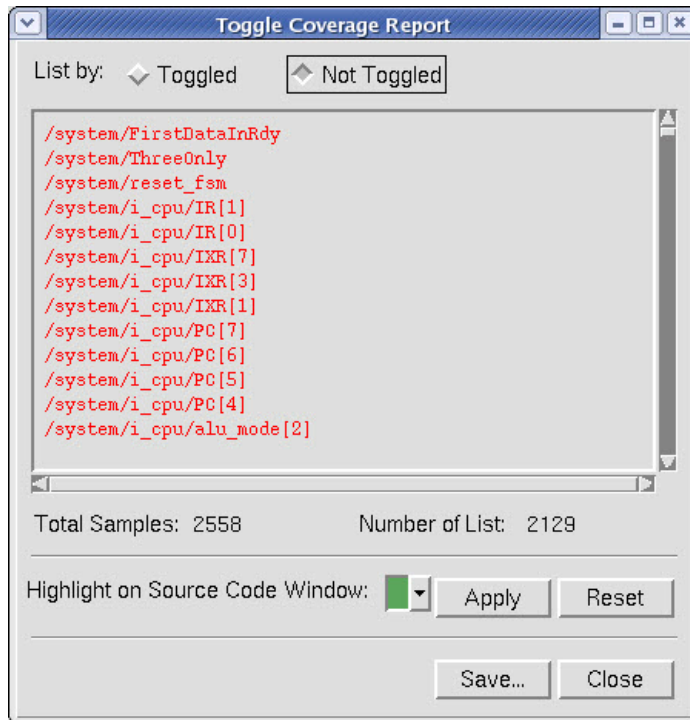 Toggle Coverage Report
List by: Toggled Not Toggled
/system/FirstDataInRdy
/system/ThreeOnly
/system/reset_fsm
/system/i_cpu/IR[1]
/system/i_cpu/IR[0]
/system/i_cpu/IXR[7]
/system/i_cpu/IXR[3]
/system/i_cpu/IXR[1]
/system/i_cpu/PC[7]
/system/i_cpu/PC[6]
/system/i_cpu/PC[5]
/system/i_cpu/PC[4]
/system/i_cpu/alu_mode[2]
Total Samples: 2558 Number of List: 2129
Highlight on Source Code Window: Apply Reset
Save... Close